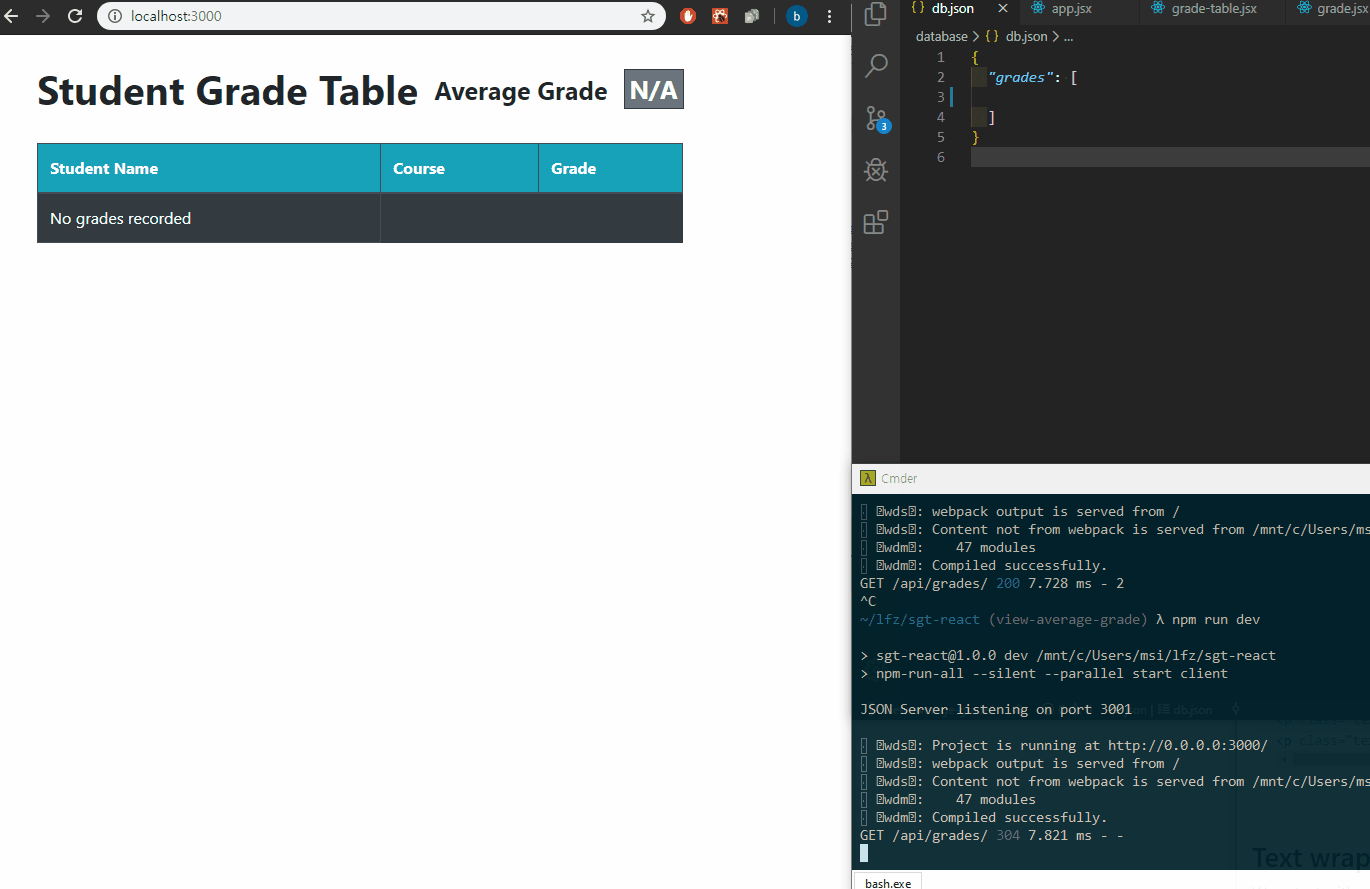 localhost:3000
b
Student Grade Table Average Grade N/A
Student Name Course Grade
No grades recorded
{ } db.json × app.jsx grade-table.jsx grade.jsx
database > { } db.json > ...
1 {
2 "grades": [
3
4 ]
5 }
6
3
λ Cmder
wds: webpack output is served from /
wds: Content not from webpack is served from /mnt/c/Users/ms
wdm: 47 modules
wdm: Compiled successfully.
GET /api/grades/ 200 7.728 ms - 2
^C
~/lfz/sgt-react (view-average-grade) λ npm run dev
> sgt-react@1.0.0 dev /mnt/c/Users/msi/lfz/sgt-react
> npm-run-all --silent --parallel start client
JSON Server listening on port 3001
db.json
wds: Project is running at http://0.0.0.0:3000/
<p class="te
wds: webpack output is served from /
wds: Content not from webpack is served from /mnt/c/Users/ms
wdm: 47 modules
wdm: Compiled successfully.
GET /api/grades/ 304 7.821 ms - -
Text wrap
bash.exe